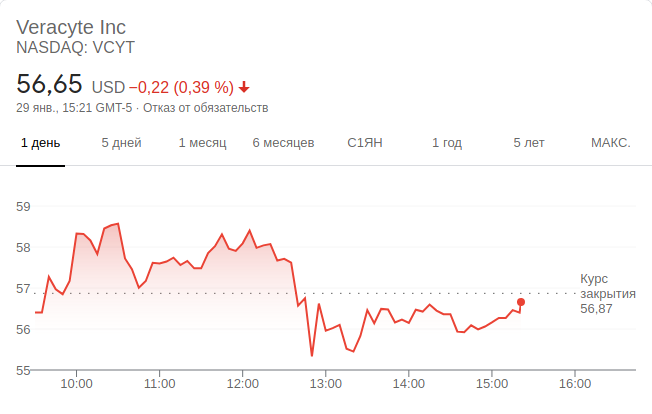 Veracyte Inc
NASDAQ: VCYT
56,65 USD −0,22 (0,39 %)
29 янв., 15:21 GMT-5 · Отказ от обязательств
1 день 5 дней 1 месяц 6 месяцев С1ЯН 1 год 5 лет МАКС.
59
58
57
56
55
Курс
закрытия
56,87
10:00 11:00 12:00 13:00 14:00 15:00 16:00